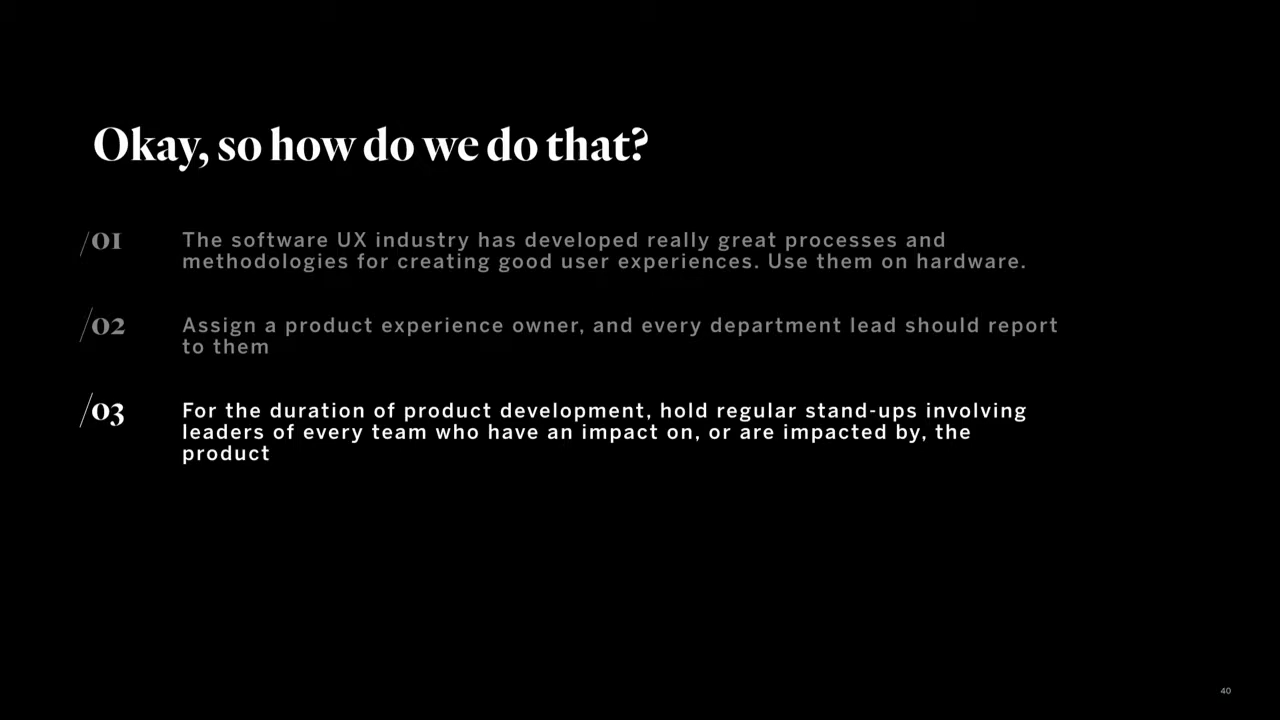 Okay, so how do we do that?
/01 The software UX industry has developed really great processes and
methodologies for creating good user experiences. Use them on hardware.
/02 Assign a product experience owner, and every department lead should report
to them
/03 For the duration of product development, hold regular stand-ups involving
leaders of every team who have an impact on, or are impacted by, the
product
40